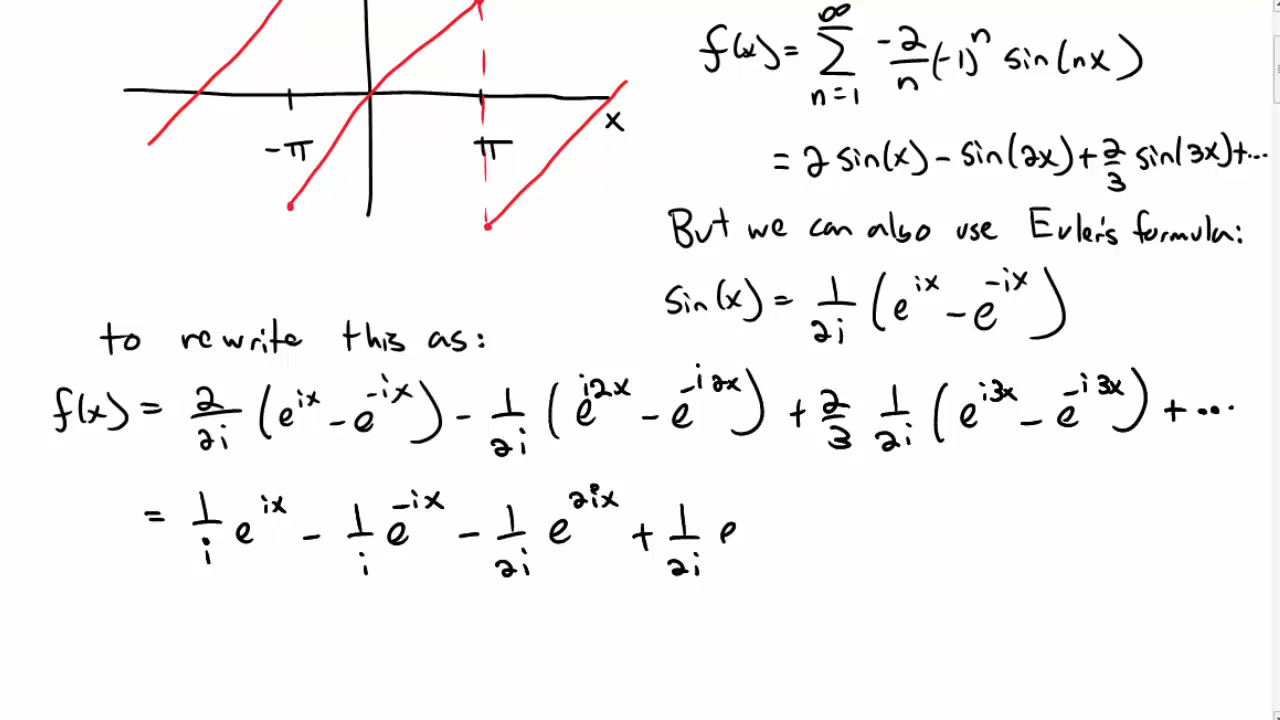 f(x) = ∞ Σ n=1 -2/n (-1)^n sin(nx)
= 2 sin(x) - sin(2x) + 2/3 sin(3x) + ...
-π π x
But we can also use Euler's formula:
sin(x) = 1/2i (e^ix - e^-ix)
to rewrite this as:
f(x) = 2/2i (e^ix - e^-ix) - 1/2i (e^i2x - e^-i2x) + 2/3 1/2i (e^i3x - e^-i3x) + ...
= 1/i e^ix - 1/i e^-ix - 1/2i e^2ix + 1/2i e